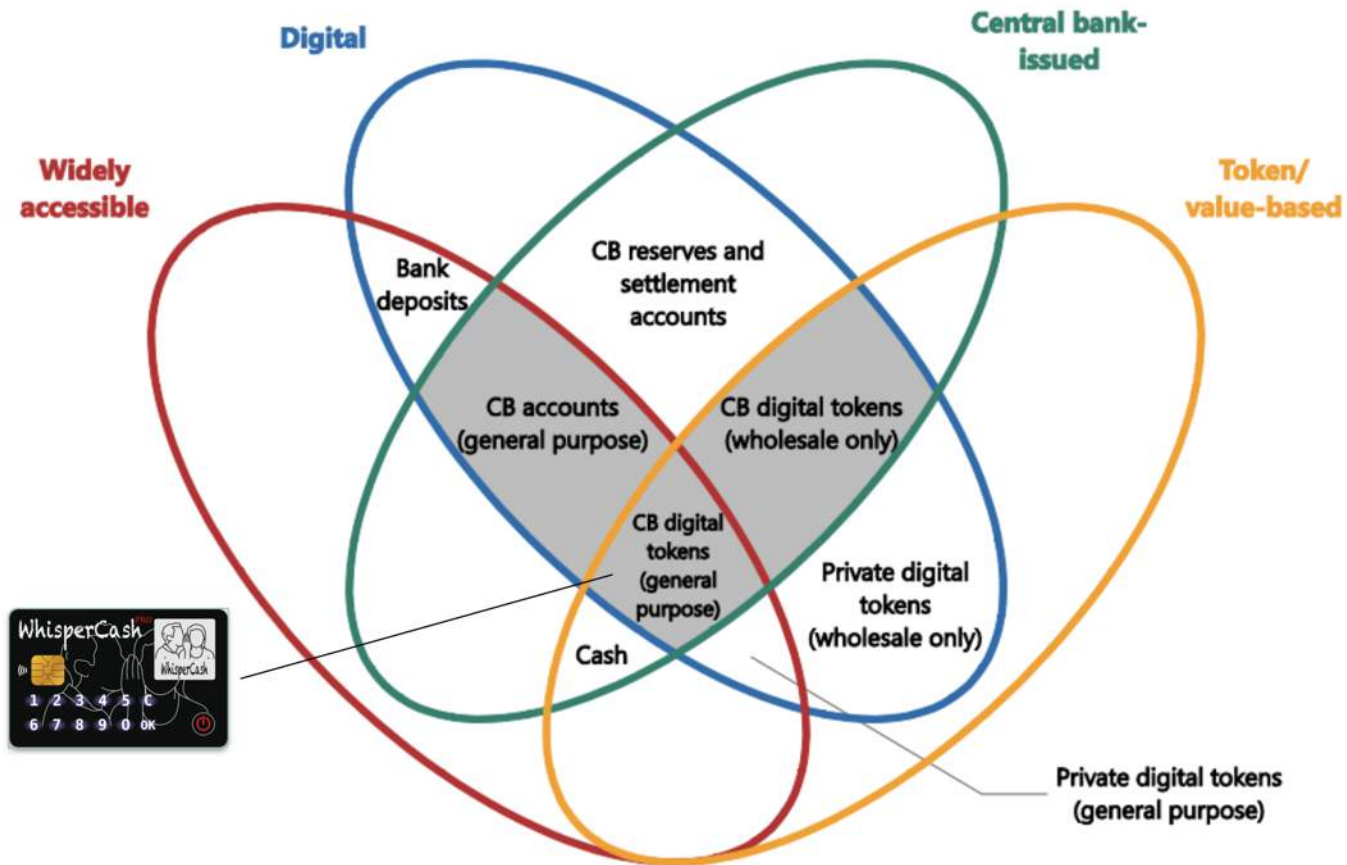 Digital
Central bank-
issued
Widely
accessible
Token/
value-based
Bank
deposits
CB reserves and
settlement
accounts
CB accounts
(general purpose)
CB digital tokens
(wholesale only)
CB digital
tokens
(general
purpose)
Private digital
tokens
(wholesale only)
Cash
WhisperCash PRO
WhisperCash
1 2 3 4 5 C
6 7 8 9 0 OK
Private digital tokens
(general purpose)